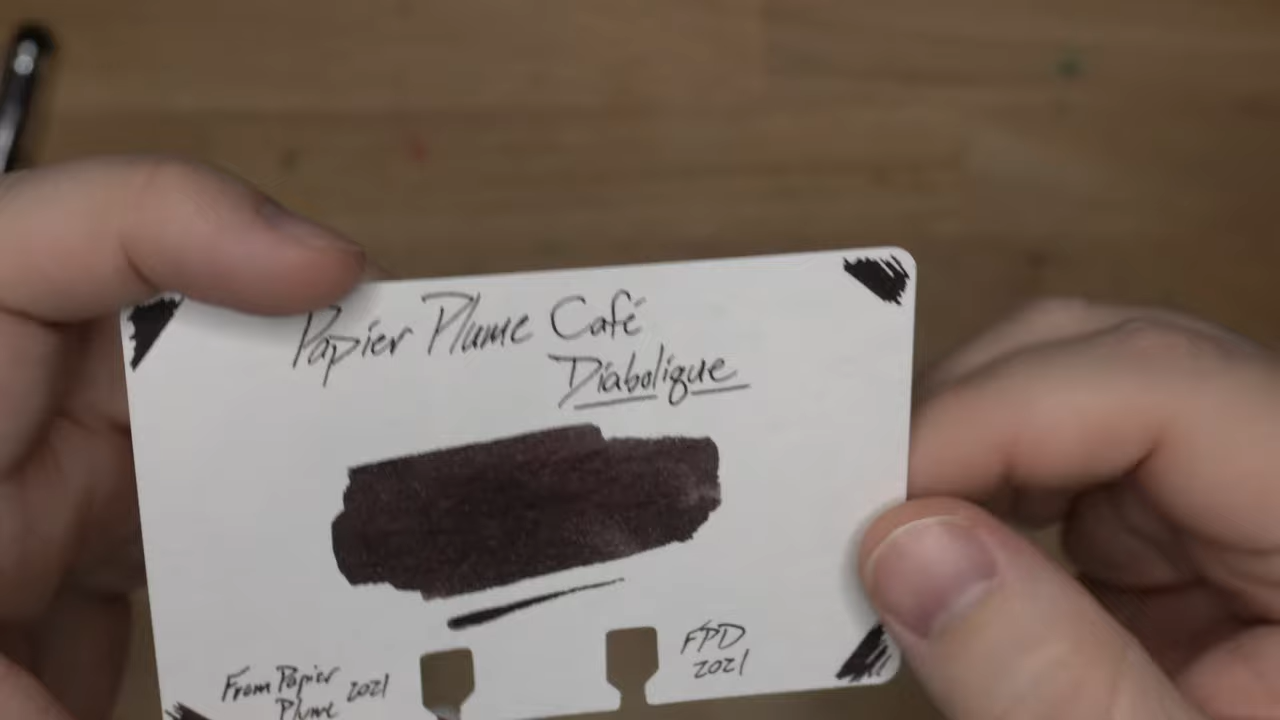 Papier Plume Café
Diabolique
From Papier
Plume 2021
FPD
2021